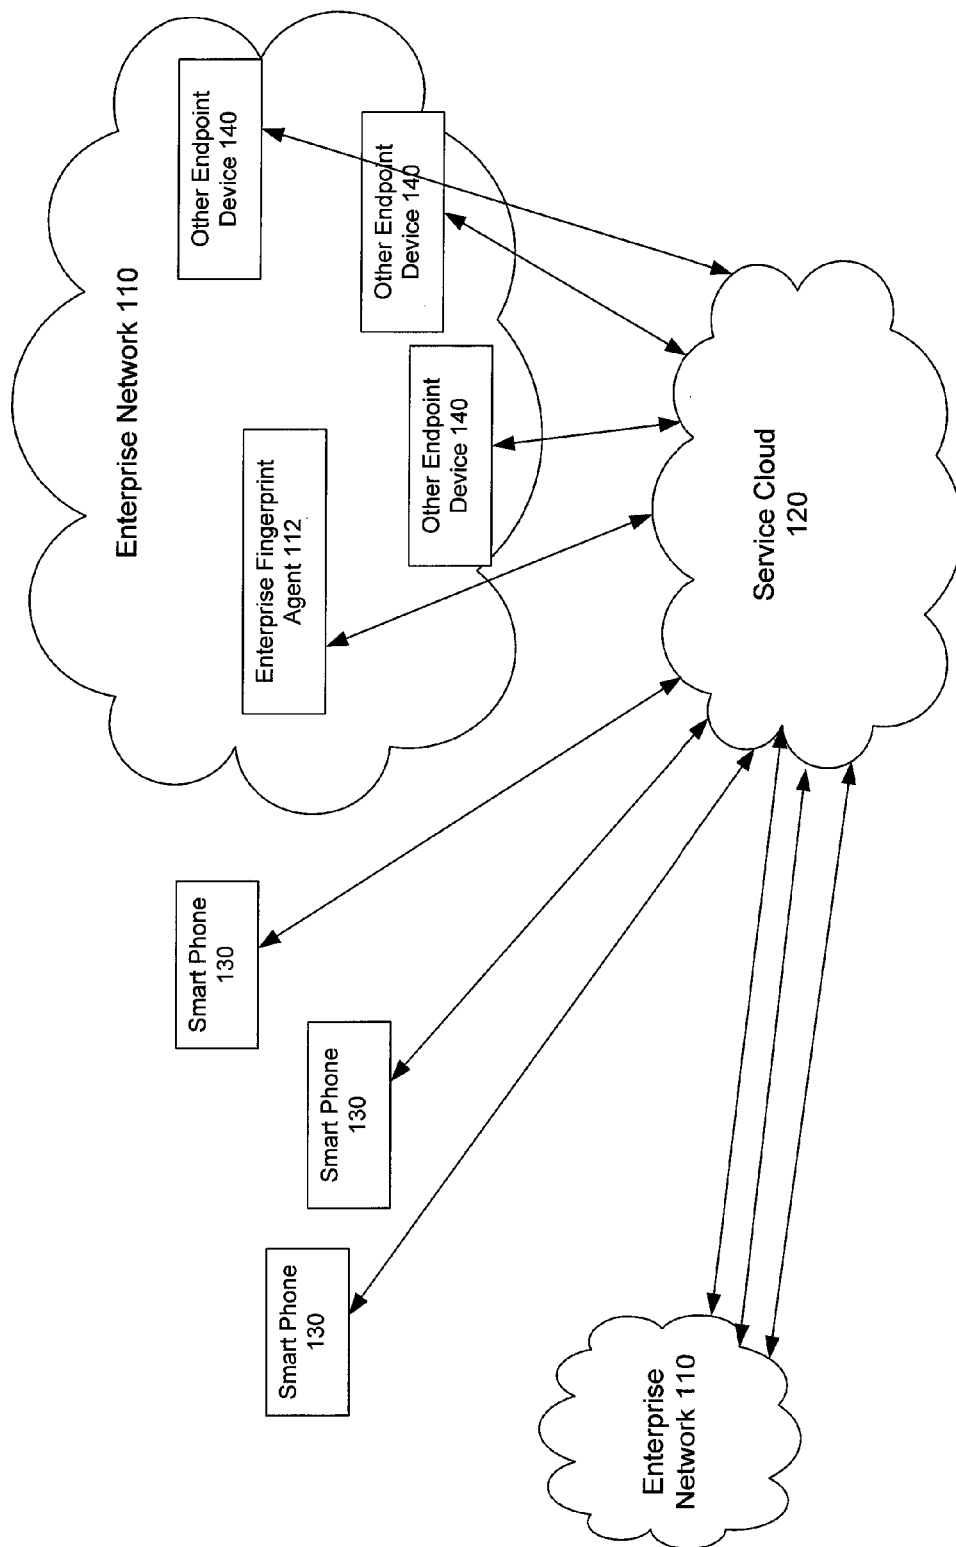 Smart Phone
130
Smart Phone
130
Smart Phone
130
Enterprise Network 110
Enterprise Fingerprint
Agent 112
Other Endpoint
Device 140
Other Endpoint
Device 140
Other Endpoint
Device 140
Enterprise
Network 110
Service Cloud
120